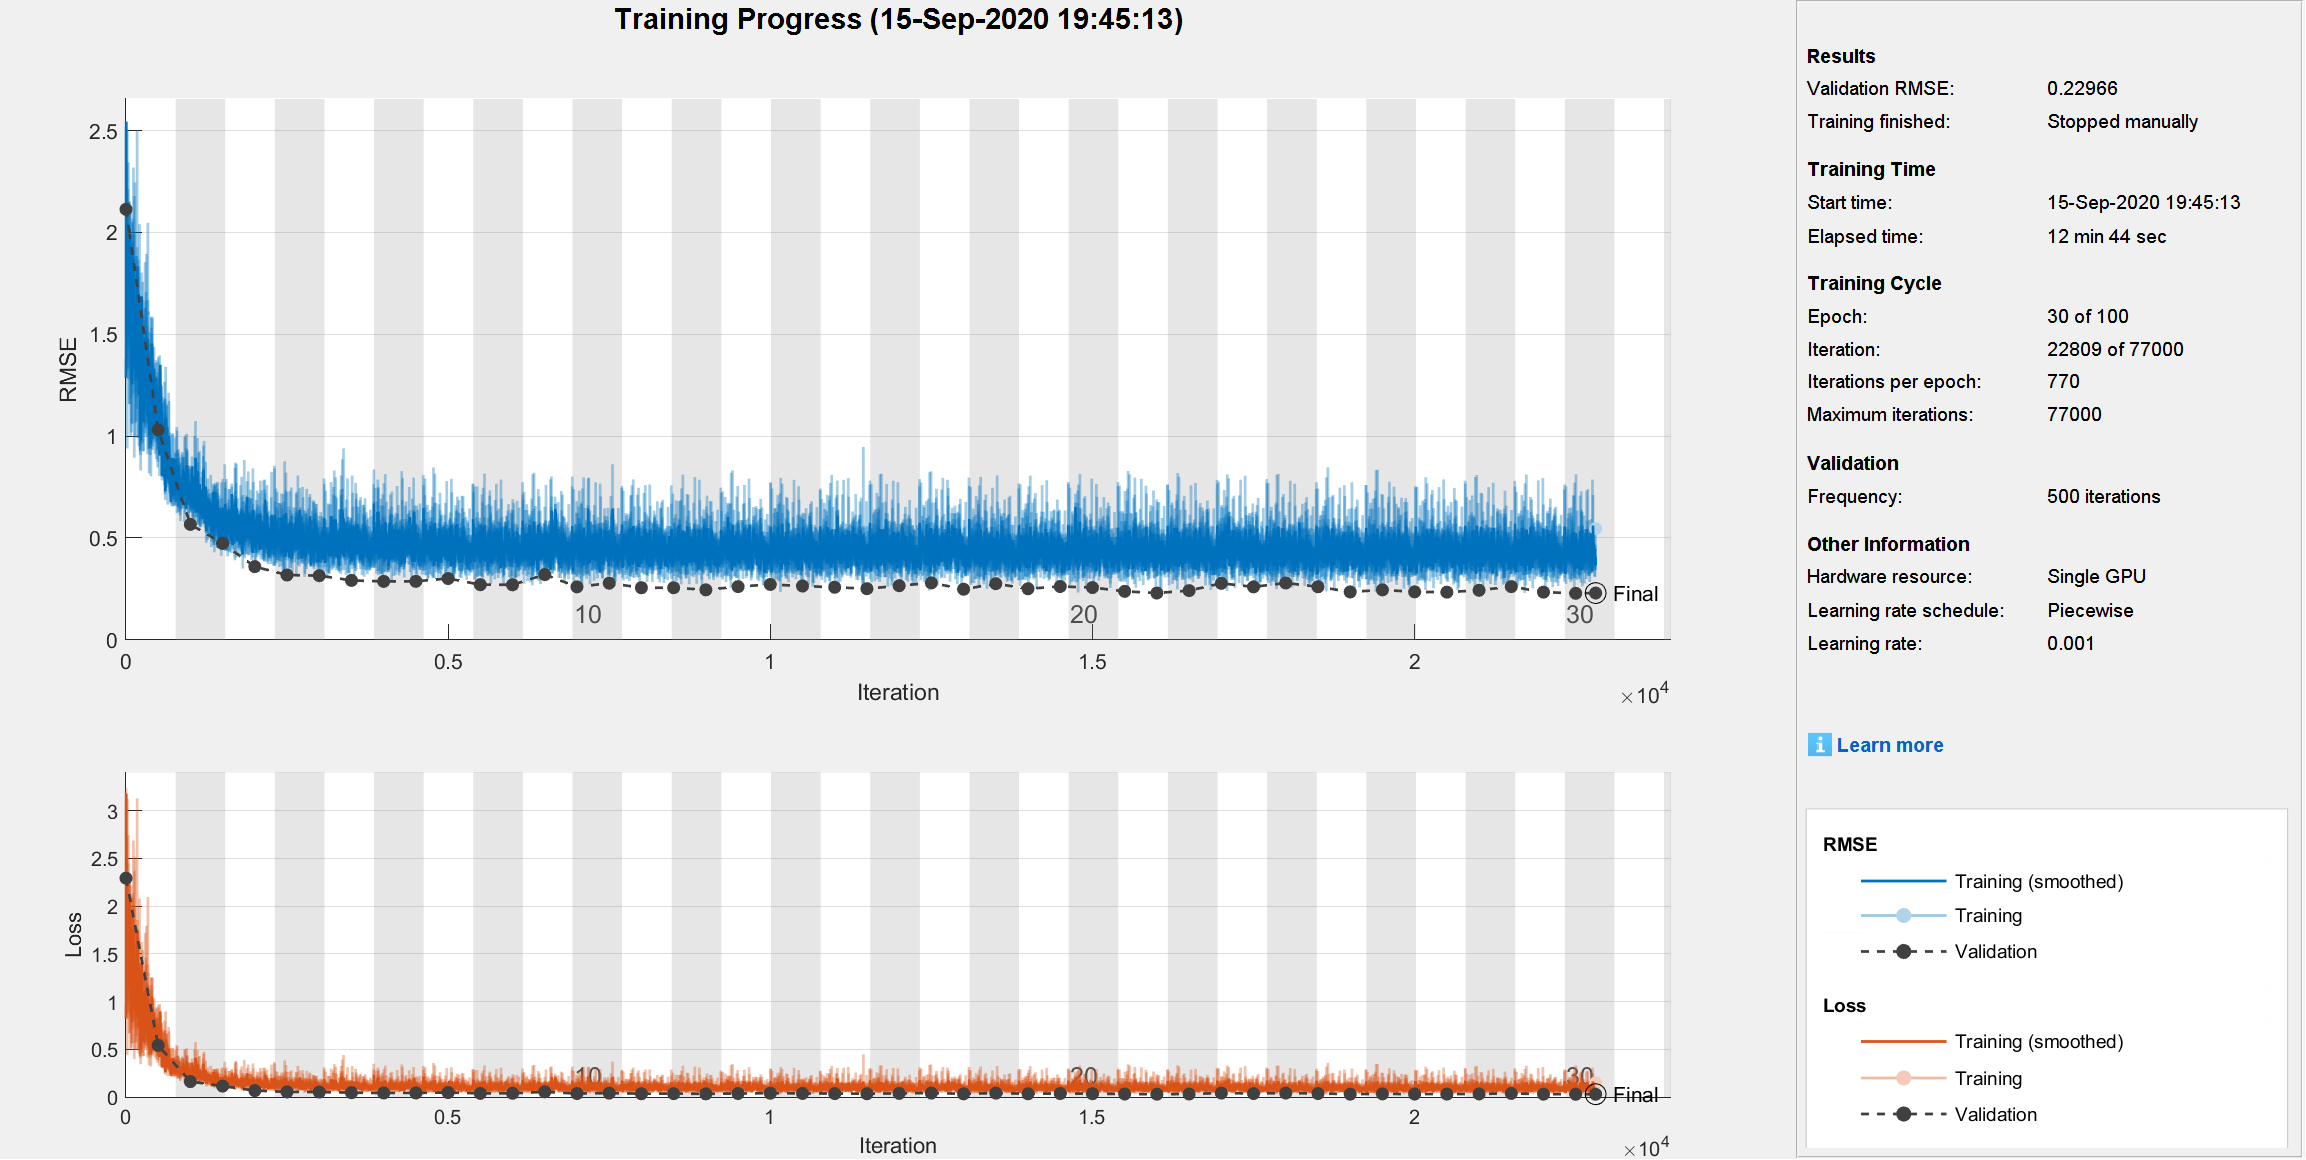 Training Progress (15-Sep-2020 19:45:13)
2.5
2
1.5
1
0.5
0
RMSE
10
20
30
Final
0
0.5
1
1.5
2
Iteration
×10⁴
3
2.5
2
1.5
1
0.5
0
Loss
10
20
30
Final
0
0.5
1
1.5
2
Iteration
×10⁴
Results
Validation RMSE: 0.22966
Training finished: Stopped manually
Training Time
Start time: 15-Sep-2020 19:45:13
Elapsed time: 12 min 44 sec
Training Cycle
Epoch: 30 of 100
Iteration: 22809 of 77000
Iterations per epoch: 770
Maximum iterations: 77000
Validation
Frequency: 500 iterations
Other Information
Hardware resource: Single GPU
Learning rate schedule: Piecewise
Learning rate: 0.001
i Learn more
RMSE
Training (smoothed)
Training
Validation
Loss
Training (smoothed)
Training
Validation